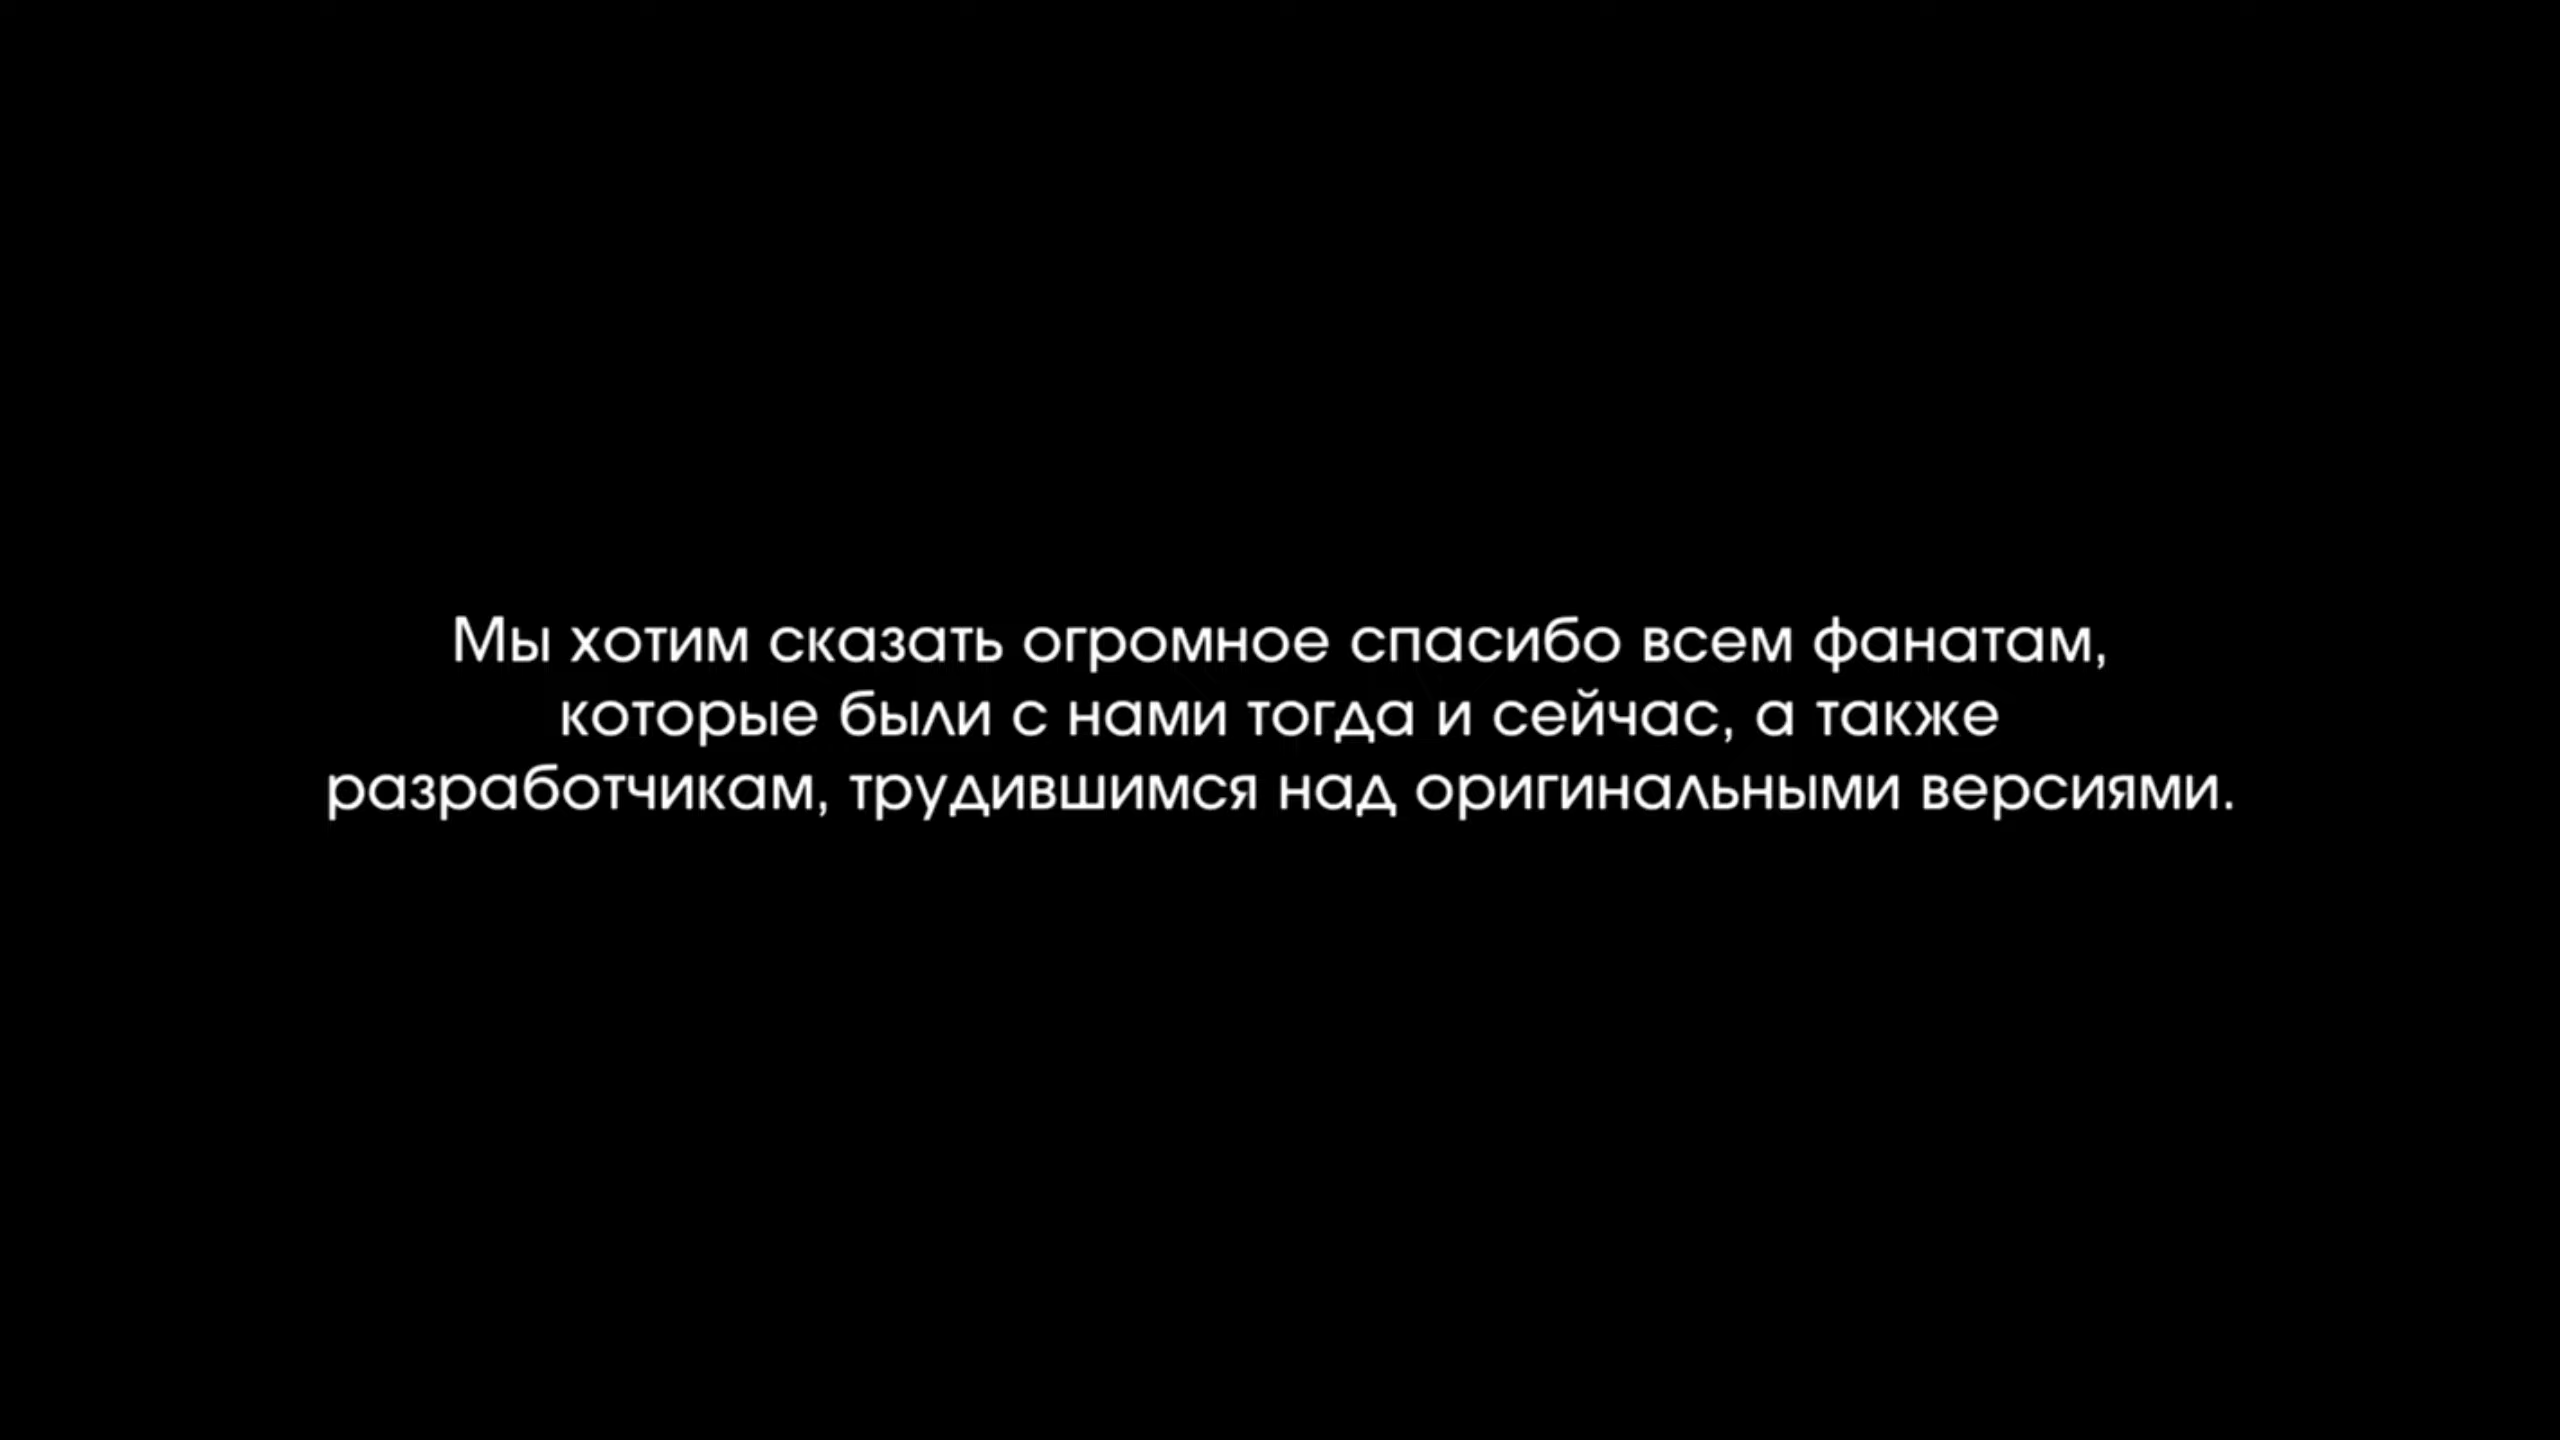 Мы хотим сказать огромное спасибо всем фанатам,
которые были с нами тогда и сейчас, а также
разработчикам, трудившимся над оригинальными версиями.